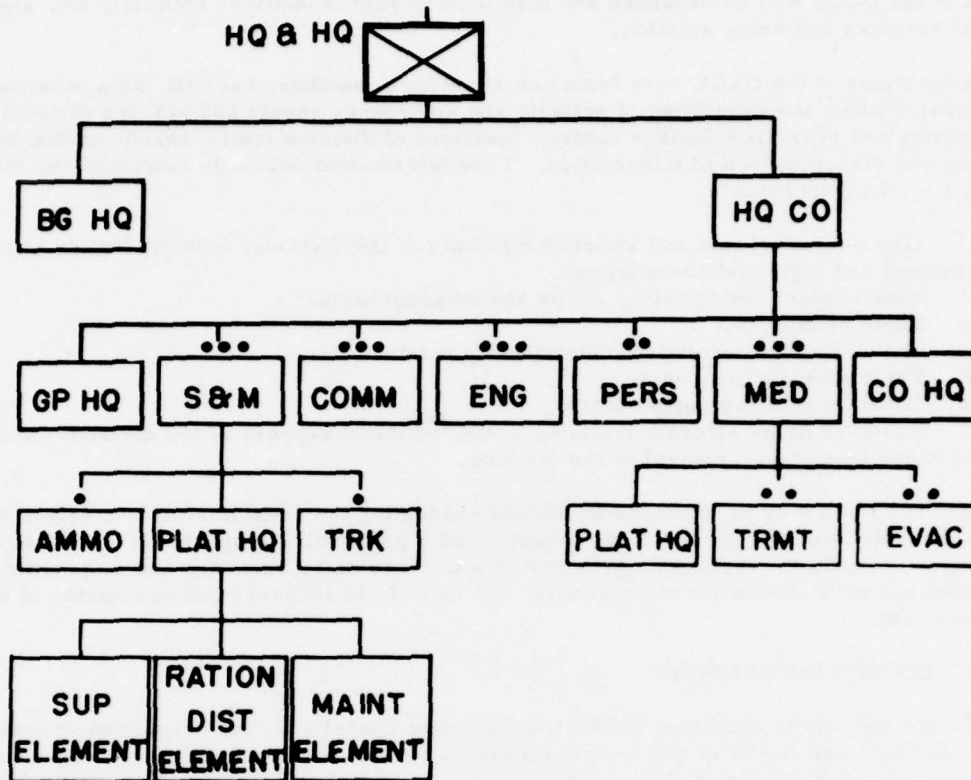 HQ & HQ
BG HQ
HQ CO
GP HQ
S&M
COMM
ENG
PERS
MED
CO HQ
AMMO
PLAT HQ
TRK
PLAT HQ
TRMT
EVAC
SUP
ELEMENT
RATION
DIST
ELEMENT
MAINT
ELEMENT